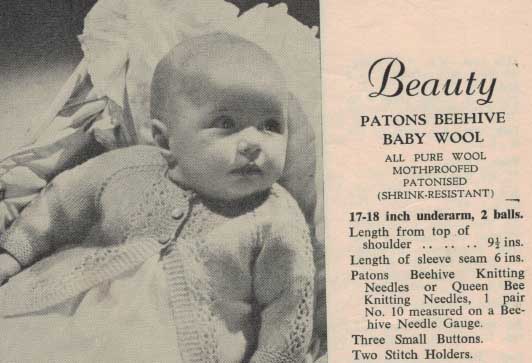 Beauty
PATONS BEEHIVE
BABY WOOL
ALL PURE WOOL
MOTHPROOFED
PATONISED
(SHRINK-RESISTANT)
17-18 inch underarm, 2 balls.
Length from top of
shoulder .. .. .. 9½ ins.
Length of sleeve seam 6 ins.
Patons Beehive Knitting
Needles or Queen Bee
Knitting Needles, 1 pair
No. 10 measured on a Bee-
hive Needle Gauge.
Three Small Buttons.
Two Stitch Holders.